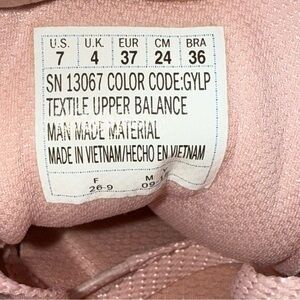 U.S. U.K. EUR CM BRA
7 4 37 24 36
SN 13067 COLOR CODE:GYLP
TEXTILE UPPER BALANCE
MAN MADE MATERIAL
MADE IN VIETNAM/HECHO EN VIETNAM
F M
26-9 09